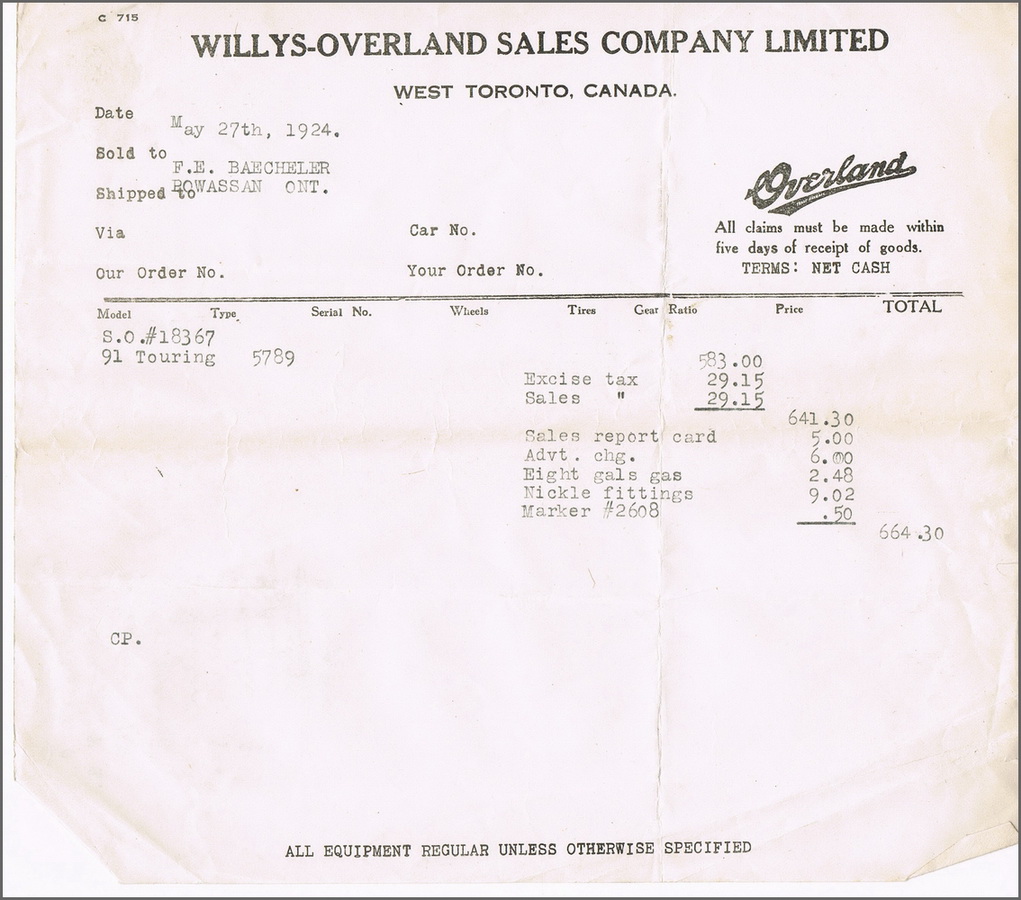 C 715
WILLYS-OVERLAND SALES COMPANY LIMITED
WEST TORONTO, CANADA.
Date
May 27th, 1924.
Sold to
F.E. BAECHELER
Shipped to
POWASSAN ONT.
Overland
Via
Car No.
All claims must be made within
five days of receipt of goods.
Our Order No.
Your Order No.
TERMS: NET CASH
Model Type Serial No. Wheels Tires Gear Ratio Price TOTAL
S.O.#18367
91 Touring 5789 583.00
Excise tax 29.15
Sales " 29.15
641.30
Sales report card 5.00
Advt. chg. 6.00
Eight gals gas 2.48
Nickle fittings 9.02
Marker #2608 .50
664.30
CP.
ALL EQUIPMENT REGULAR UNLESS OTHERWISE SPECIFIED